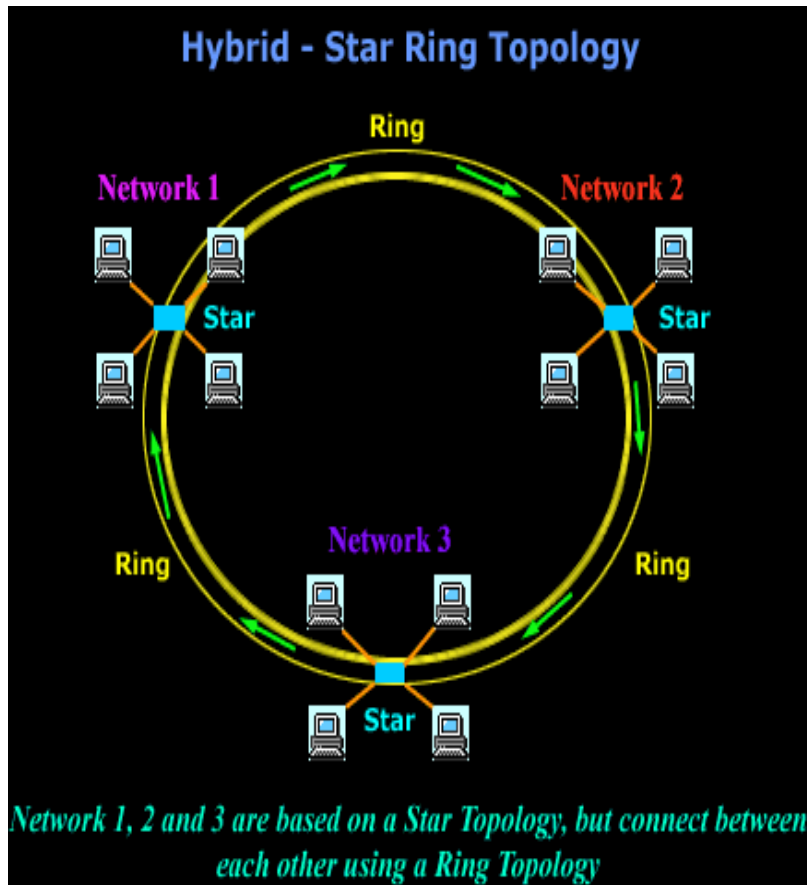 Hybrid - Star Ring Topology
Ring
Network 1
Network 2
Star
Star
Network 3
Ring
Ring
Star
Network 1, 2 and 3 are based on a Star Topology, but connect between
each other using a Ring Topology